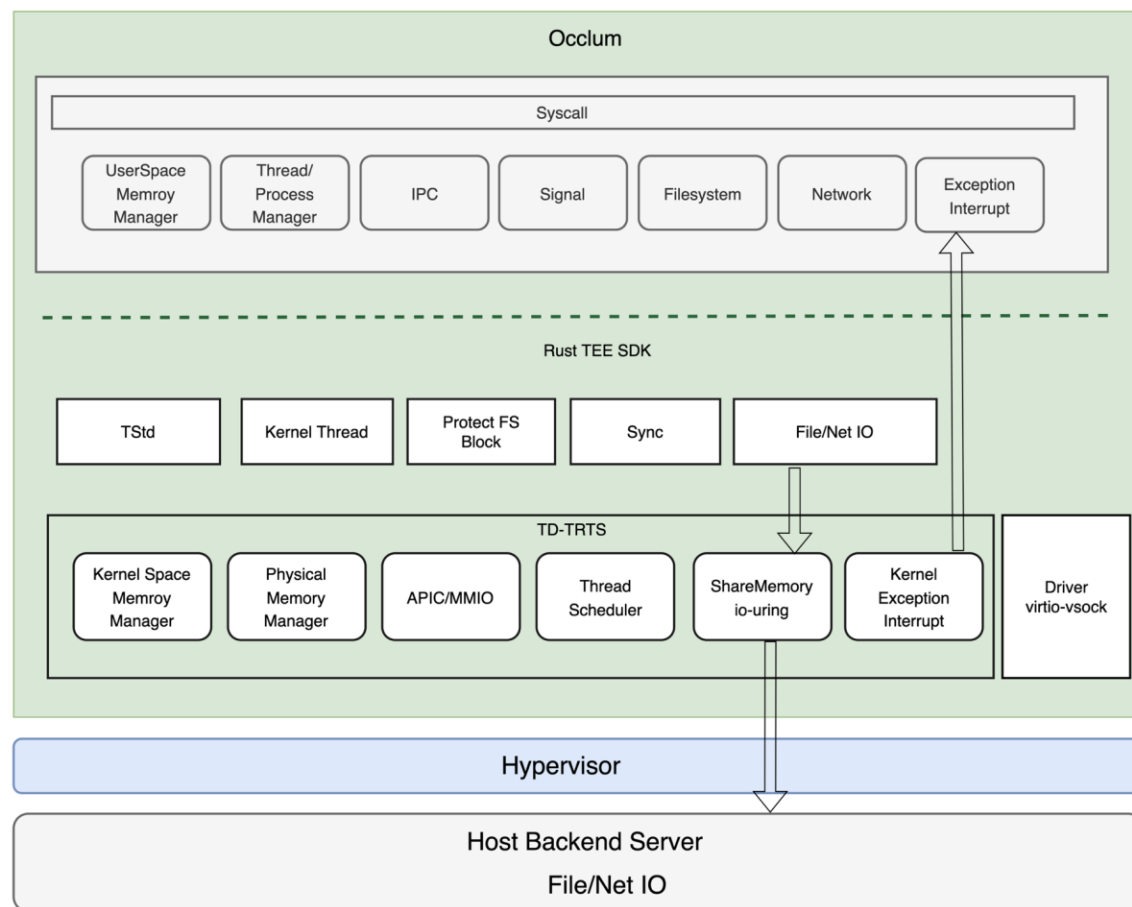 Occlum
Syscall
UserSpace
Memroy
Manager
Thread/
Process
Manager
IPC
Signal
Filesystem
Network
Exception
Interrupt
Rust TEE SDK
TStd
Kernel Thread
Protect FS
Block
Sync
File/Net IO
TD-TRTS
Kernel Space
Memroy
Manager
Physical
Memory
Manager
APIC/MMIO
Thread
Scheduler
ShareMemory
io-uring
Kernel
Exception
Interrupt
Driver
virtio-vsock
Hypervisor
Host Backend Server
File/Net IO